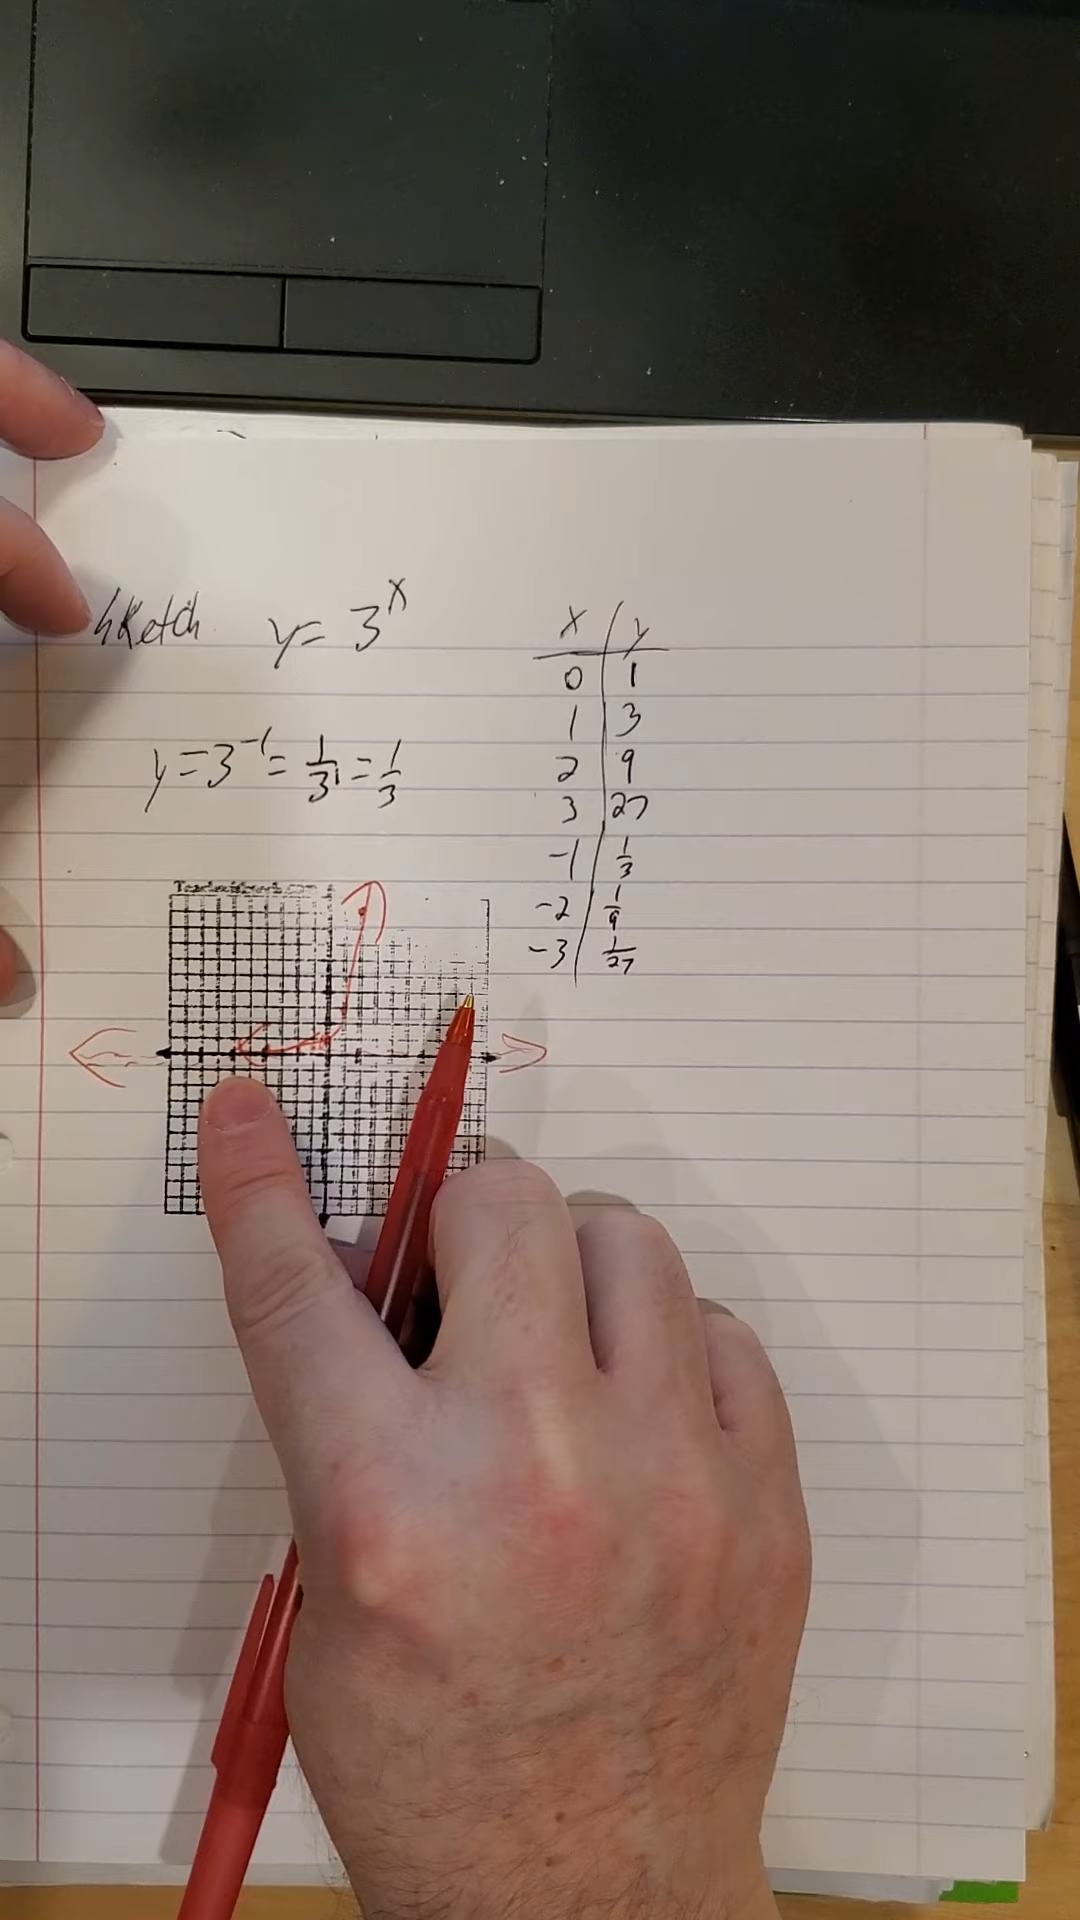 Sketch y = 3^x
x | y
0 | 1
1 | 3
2 | 9
3 | 27
-1 | 1/3
-2 | 1/9
-3 | 1/27
y = 3^-1 = 1/3^1 = 1/3